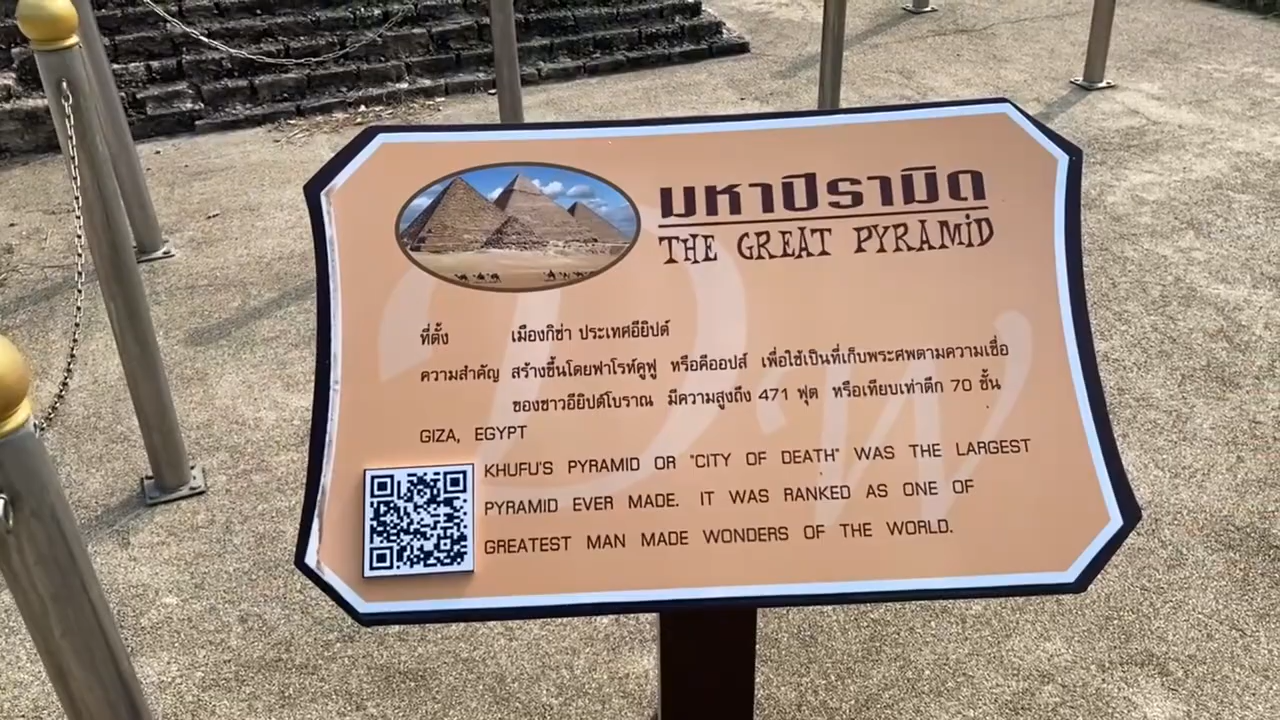 มหาปิรามิด
THE GREAT PYRAMID
ที่ตั้ง เมืองกิซ่า ประเทศอียิปต์
ความสำคัญ สร้างขึ้นโดยฟาโรห์คูฟู หรือคีออปส์ เพื่อใช้เป็นที่เก็บพระศพตามความเชื่อ
ของชาวอียิปต์โบราณ มีความสูงถึง 471 ฟุต หรือเทียบเท่าตึก 70 ชั้น
GIZA, EGYPT
KHUFU'S PYRAMID OR "CITY OF DEATH" WAS THE LARGEST
PYRAMID EVER MADE. IT WAS RANKED AS ONE OF
GREATEST MAN MADE WONDERS OF THE WORLD.